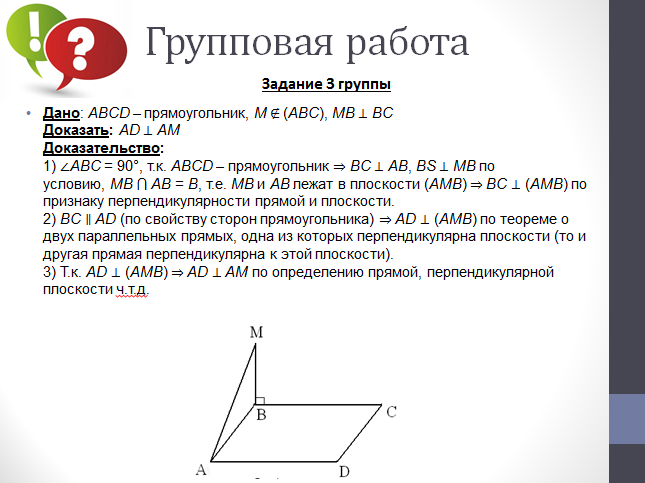 ! ?
Групповая работа
Задание 3 группы
• Дано: ABCD – прямоугольник, M ∉ (ABC), MB ⊥ BC
Доказать: AD ⊥ AM
Доказательство:
1) ∠ABC = 90°, т.к. ABCD – прямоугольник ⇒ BC ⊥ AB, BS ⊥ MB по
условию, MB ⋂ AB = B, т.е. MB и AB лежат в плоскости (AMB) ⇒ BC ⊥ (AMB) по
признаку перпендикулярности прямой и плоскости.
2) BC ǁ AD (по свойству сторон прямоугольника) ⇒ AD ⊥ (AMB) по теореме о
двух параллельных прямых, одна из которых перпендикулярна плоскости (то и
другая прямая перпендикулярна к этой плоскости).
3) Т.к. AD ⊥ (AMB) ⇒ AD ⊥ AM по определению прямой, перпендикулярной
плоскости ч.т.д.
M
B
C
A
D